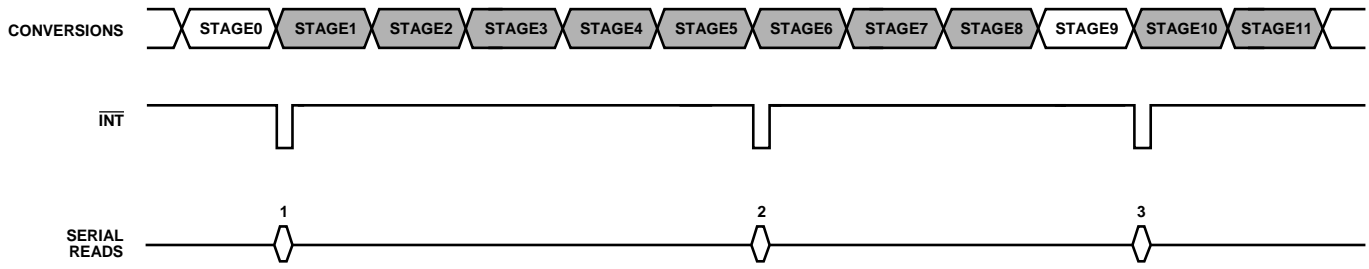 CONVERSIONS STAGE0 STAGE1 STAGE2 STAGE3 STAGE4 STAGE5 STAGE6 STAGE7 STAGE8 STAGE9 STAGE10 STAGE11
INT
1 2 3
SERIAL
READS